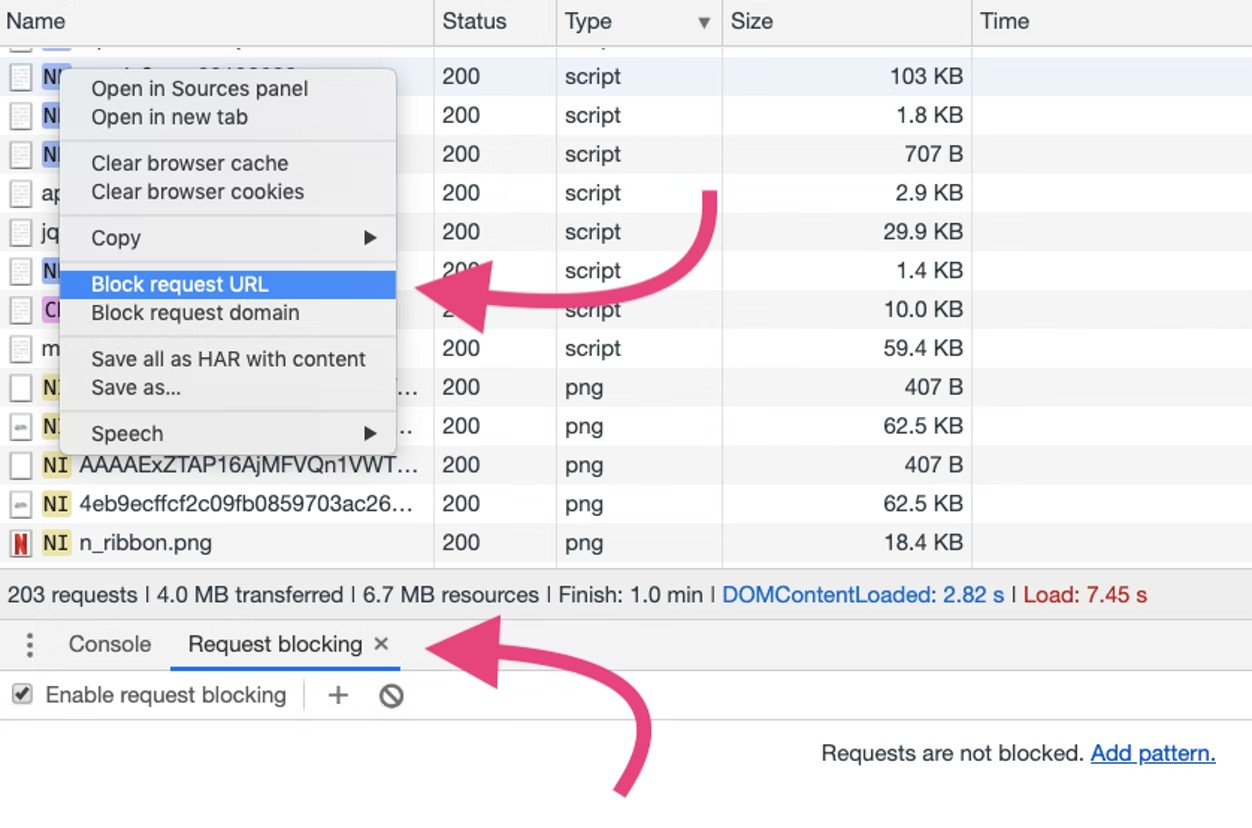 Name Status Type ▼ Size Time
N 200 script 103 KB
Open in Sources panel
N 200 script 1.8 KB
Open in new tab
N 200 script 707 B
Clear browser cache
ap 200 script 2.9 KB
Clear browser cookies
jq 200 script 29.9 KB
Copy ▶
N 200 script 1.4 KB
Block request URL
C script 10.0 KB
Block request domain
m 200 script 59.4 KB
Save all as HAR with content
NI … 200 png 407 B
Save as...
NI 200 png 62.5 KB
Speech ▶
NI AAAAExZTAP16AjMFVQn1VWT… 200 png 407 B
NI 4eb9ecffcf2c09fb0859703ac26… 200 png 62.5 KB
N NI n_ribbon.png 200 png 18.4 KB
203 requests | 4.0 MB transferred | 6.7 MB resources | Finish: 1.0 min | DOMContentLoaded: 2.82 s | Load: 7.45 s
Console Request blocking ×
Enable request blocking +
Requests are not blocked. Add pattern.